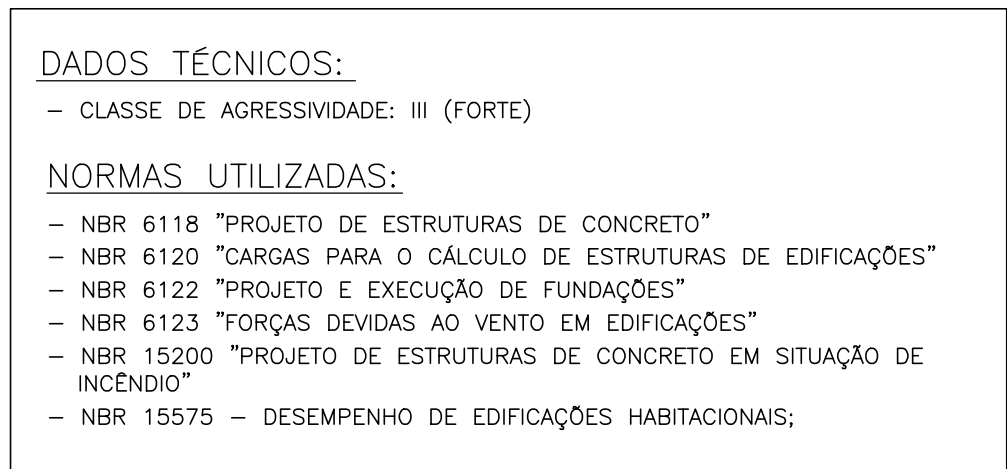 DADOS TÉCNICOS:
— CLASSE DE AGRESSIVIDADE: III (FORTE)
NORMAS UTILIZADAS:
— NBR 6118 "PROJETO DE ESTRUTURAS DE CONCRETO"
— NBR 6120 "CARGAS PARA O CÁLCULO DE ESTRUTURAS DE EDIFICAÇÕES"
— NBR 6122 "PROJETO E EXECUÇÃO DE FUNDAÇÕES"
— NBR 6123 "FORÇAS DEVIDAS AO VENTO EM EDIFICAÇÕES"
— NBR 15200 "PROJETO DE ESTRUTURAS DE CONCRETO EM SITUAÇÃO DE
INCÊNDIO"
— NBR 15575 — DESEMPENHO DE EDIFICAÇÕES HABITACIONAIS;